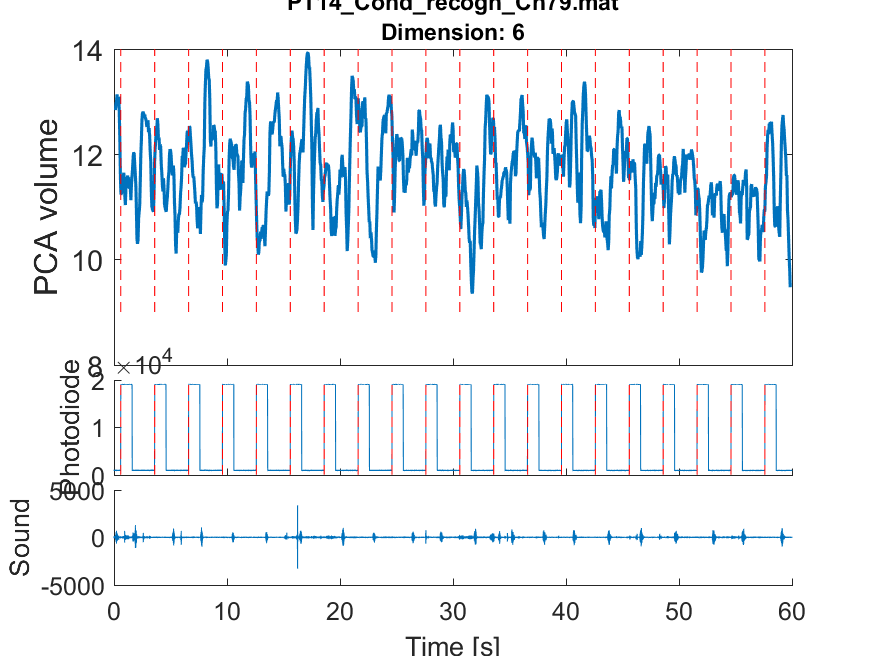 PT14_Cond_recogn_Ch79.mat
Dimension: 6
14
12
10
8
PCA volume
×10^4
2
1
0
Photodiode
5000
0
-5000
Sound
0 10 20 30 40 50 60
Time [s]